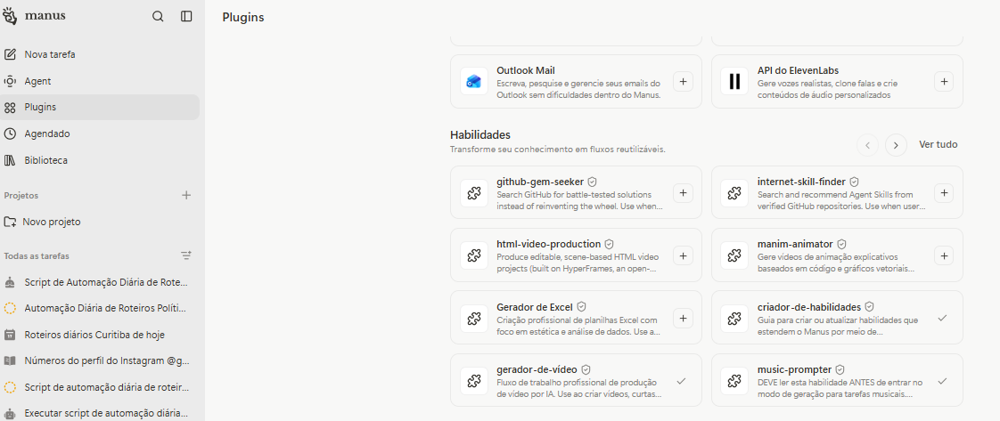 manus
Plugins
Nova tarefa
Agent
Plugins
Agendado
Biblioteca
Projetos
Novo projeto
Todas as tarefas
Script de Automação Diária de Rote...
Automação Diária de Roteiros Políti...
Roteiros diários Curitiba de hoje
Números do perfil do Instagram @g...
Script de automação diária de roteir...
Executar script de automação diária...
Outlook Mail
Escreva, pesquise e gerencie seus emails do
Outlook sem dificuldades dentro do Manus.
API do ElevenLabs
Gere vozes realistas, clone falas e crie
conteúdos de áudio personalizados
Habilidades
Transforme seu conhecimento em fluxos reutilizáveis.
Ver tudo
github-gem-seeker
Search GitHub for battle-tested solutions
instead of reinventing the wheel. Use when...
internet-skill-finder
Search and recommend Agent Skills from
verified GitHub repositories. Use when user...
html-video-production
Produce editable, scene-based HTML video
projects (built on HyperFrames, an open-...
manim-animator
Gere vídeos de animação explicativos
baseados em código e gráficos vetoriais...
Gerador de Excel
Criação profissional de planilhas Excel com
foco em estética e análise de dados. Use a...
criador-de-habilidades
Guia para criar ou atualizar habilidades que
estendem o Manus por meio de...
gerador-de-vídeo
Fluxo de trabalho profissional de produção
de vídeo por IA. Use ao criar vídeos, curtas...
music-prompter
DEVE ler esta habilidade ANTES de entrar no
modo de geração para tarefas musicais....